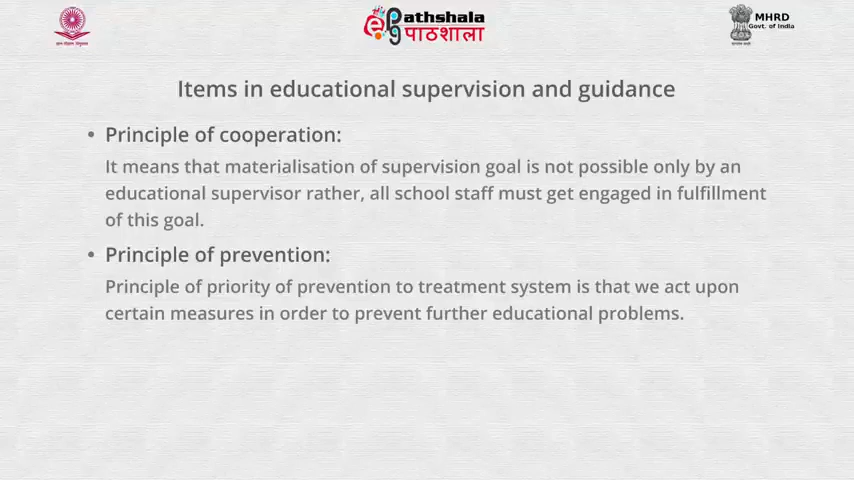 ePathshala
पाठशाला
MHRD
Govt. of India
Items in educational supervision and guidance
• Principle of cooperation:
It means that materialisation of supervision goal is not possible only by an
educational supervisor rather, all school staff must get engaged in fulfillment
of this goal.
• Principle of prevention:
Principle of priority of prevention to treatment system is that we act upon
certain measures in order to prevent further educational problems.